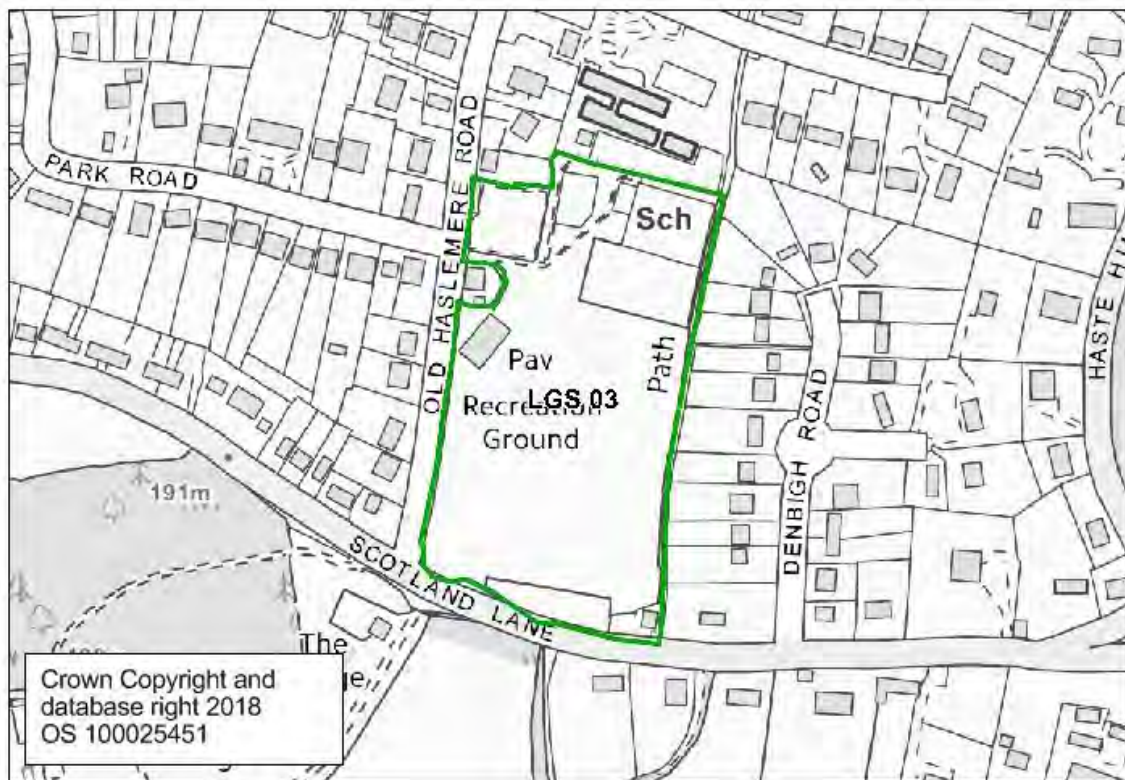 PARK ROAD
OLD HASLEMERE ROAD
Sch
Pav
Path
LGS 03
Recreation
Ground
DENBIGH ROAD
191m
SCOTLAND LANE
The
Crown Copyright and
database right 2018
OS 100025451